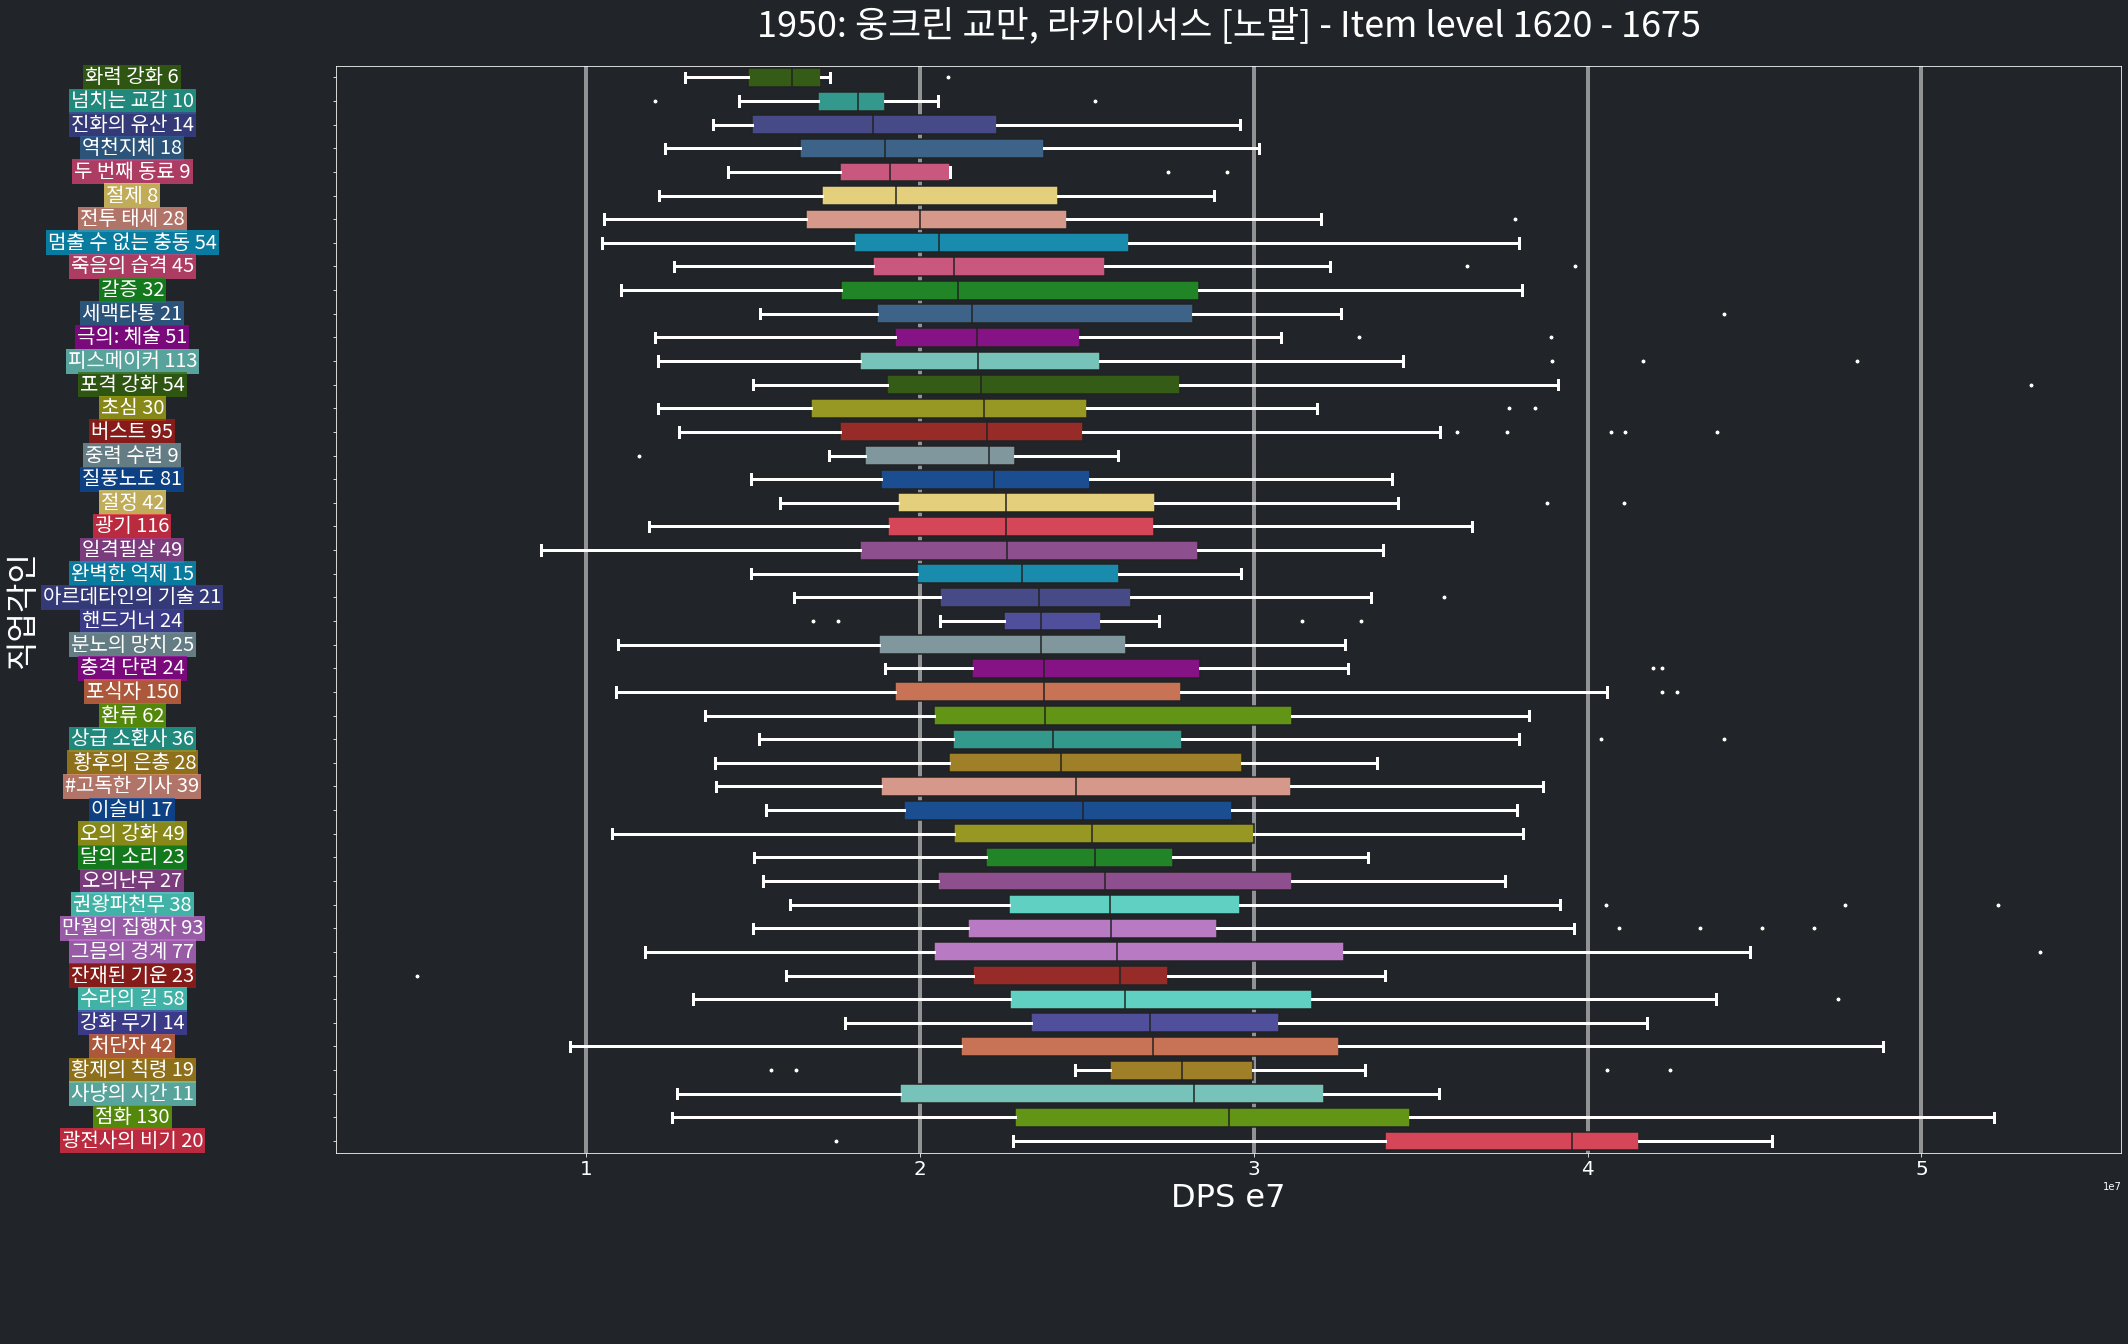 1950: 웅크린 교만, 라카이서스 [노말] - Item level 1620 - 1675
직업각인
화력 강화 6
넘치는 교감 10
진화의 유산 14
역천지체 18
두 번째 동료 9
절제 8
전투 태세 28
멈출 수 없는 충동 54
죽음의 습격 45
갈증 32
세맥타통 21
극의: 체술 51
피스메이커 113
포격 강화 54
초심 30
버스트 95
중력 수련 9
질풍노도 81
절정 42
광기 116
일격필살 49
완벽한 억제 15
아르데타인의 기술 21
핸드거너 24
분노의 망치 25
충격 단련 24
포식자 150
환류 62
상급 소환사 36
황후의 은총 28
#고독한 기사 39
이슬비 17
오의 강화 49
달의 소리 23
오의난무 27
권왕파천무 38
만월의 집행자 93
그믐의 경계 77
잔재된 기운 23
수라의 길 58
강화 무기 14
처단자 42
황제의 칙령 19
사냥의 시간 11
점화 130
광전사의 비기 20
1 2 3 4 5
DPS e7
1e7